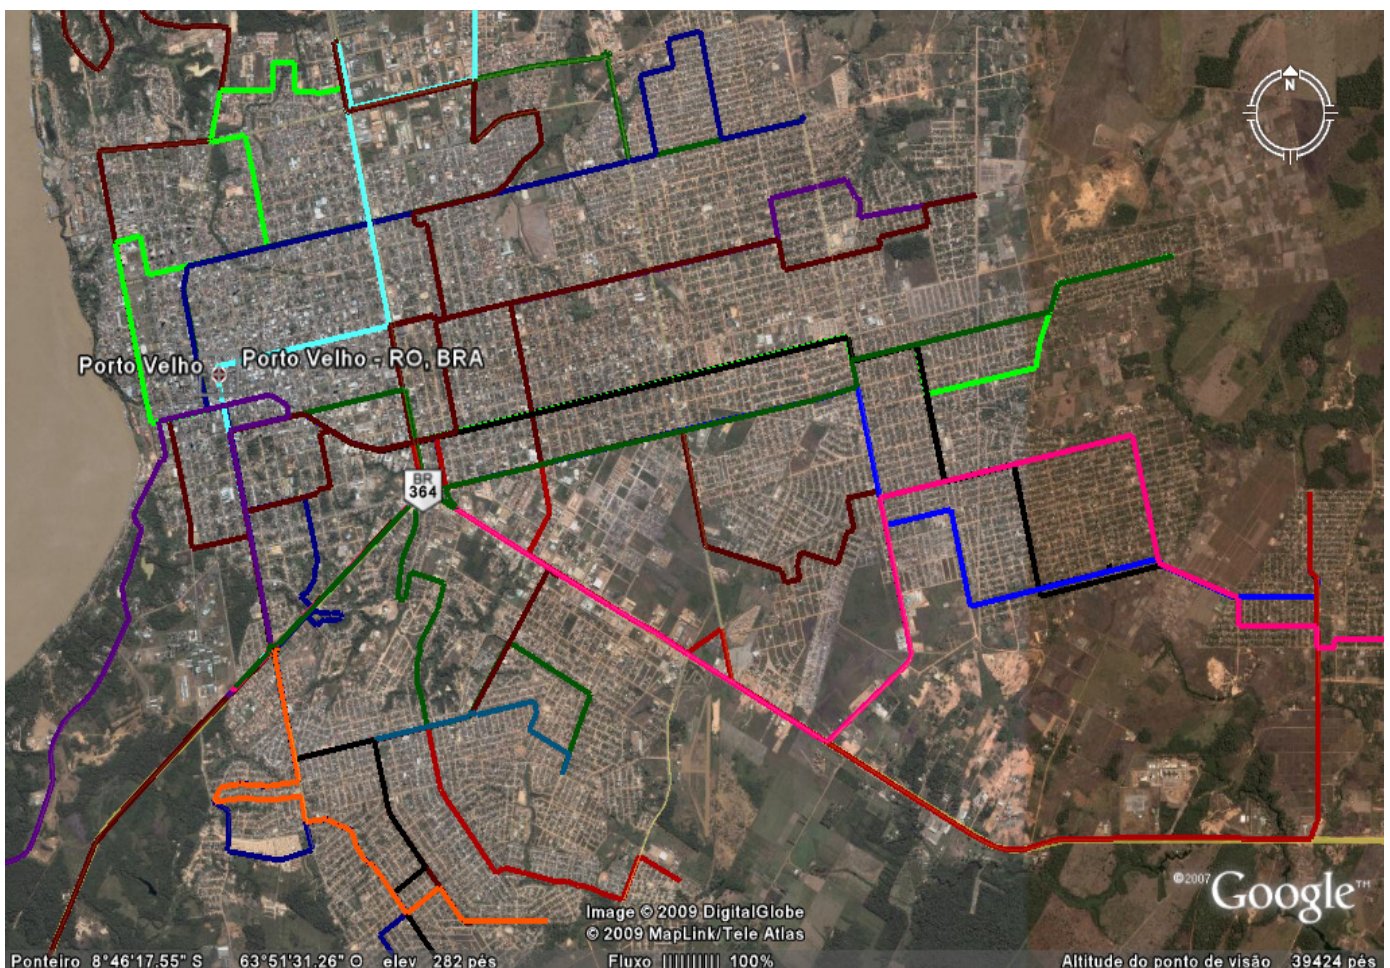 N
Porto Velho
Porto Velho - RO, BRA
BR
364
©2007 Google™
Image © 2009 DigitalGlobe
© 2009 MapLink/Tele Atlas
Ponteiro 8°46'17.55" S 63°51'31.26" O elev 282 pés Fluxo ||||||||| 100% Altitude do ponto de visão 39424 pés